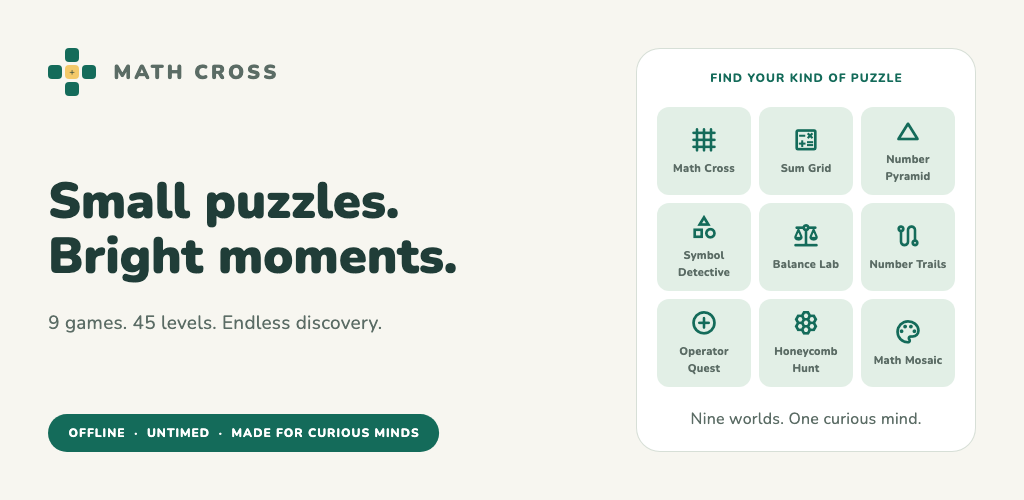 MATH CROSS
Small puzzles.
Bright moments.
9 games. 45 levels. Endless discovery.
OFFLINE · UNTIMED · MADE FOR CURIOUS MINDS
FIND YOUR KIND OF PUZZLE
Math Cross
Sum Grid
Number
Pyramid
Symbol
Detective
Balance Lab
Number Trails
Operator
Quest
Honeycomb
Hunt
Math Mosaic
Nine worlds. One curious mind.